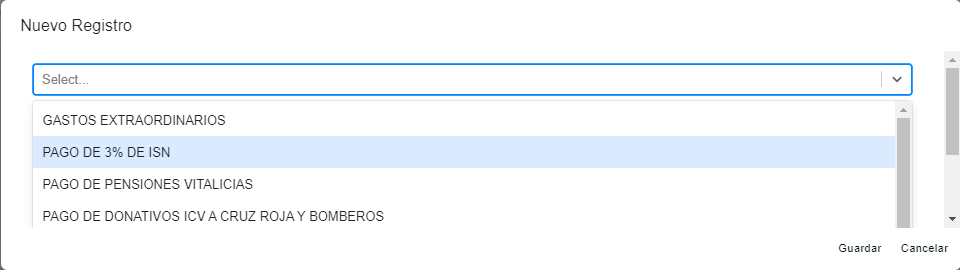 Nuevo Registro
Select...
GASTOS EXTRAORDINARIOS
PAGO DE 3% DE ISN
PAGO DE PENSIONES VITALICIAS
PAGO DE DONATIVOS ICV A CRUZ ROJA Y BOMBEROS
Guardar Cancelar